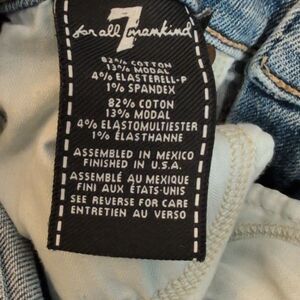 7
for all mankind
82% COTTON
13% MODAL
4% ELASTERELL-P
1% SPANDEX
82% COTON
13% MODAL
4% ELASTOMULTIESTER
1% ÉLASTHANNE
ASSEMBLED IN MEXICO
FINISHED IN U.S.A.
ASSEMBLÉ AU MEXIQUE
FINI AUX ÉTATS-UNIS
SEE REVERSE FOR CARE
ENTRETIEN AU VERSO